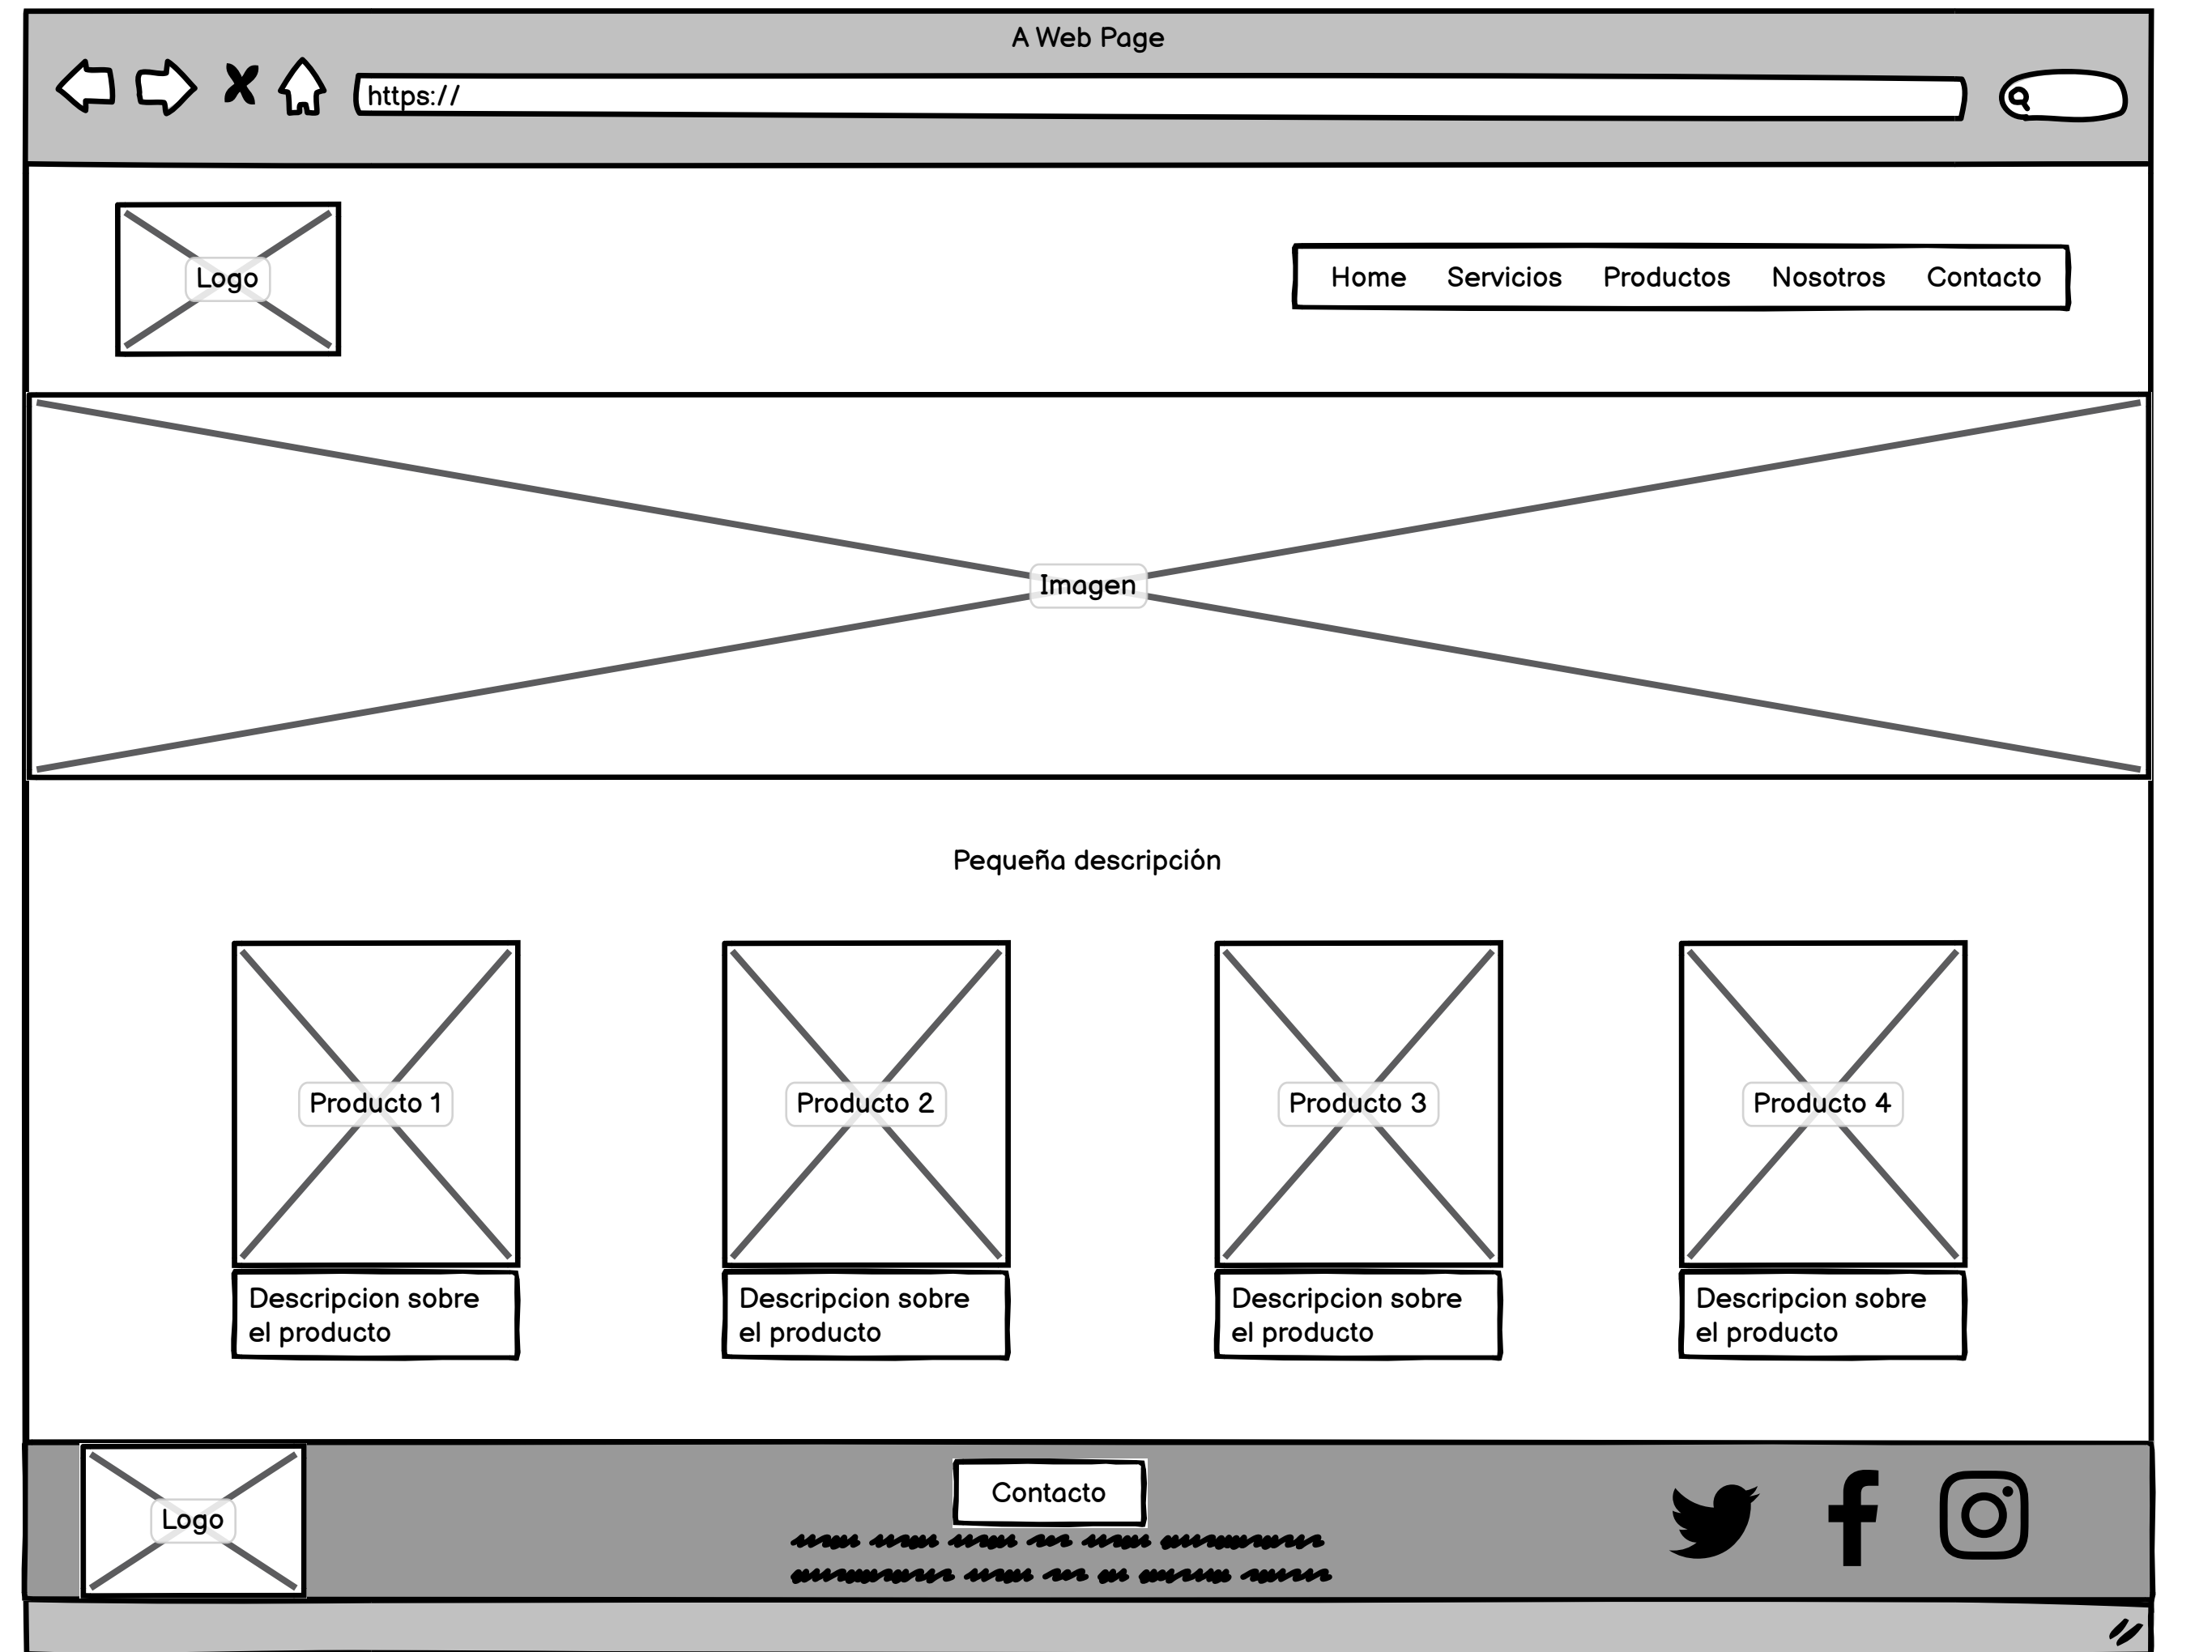 A Web Page
https://
Logo
Home Servicios Productos Nosotros Contacto
Imagen
Pequeña descripción
Producto 1
Producto 2
Producto 3
Producto 4
Descripcion sobre
el producto
Descripcion sobre
el producto
Descripcion sobre
el producto
Descripcion sobre
el producto
Logo
Contacto